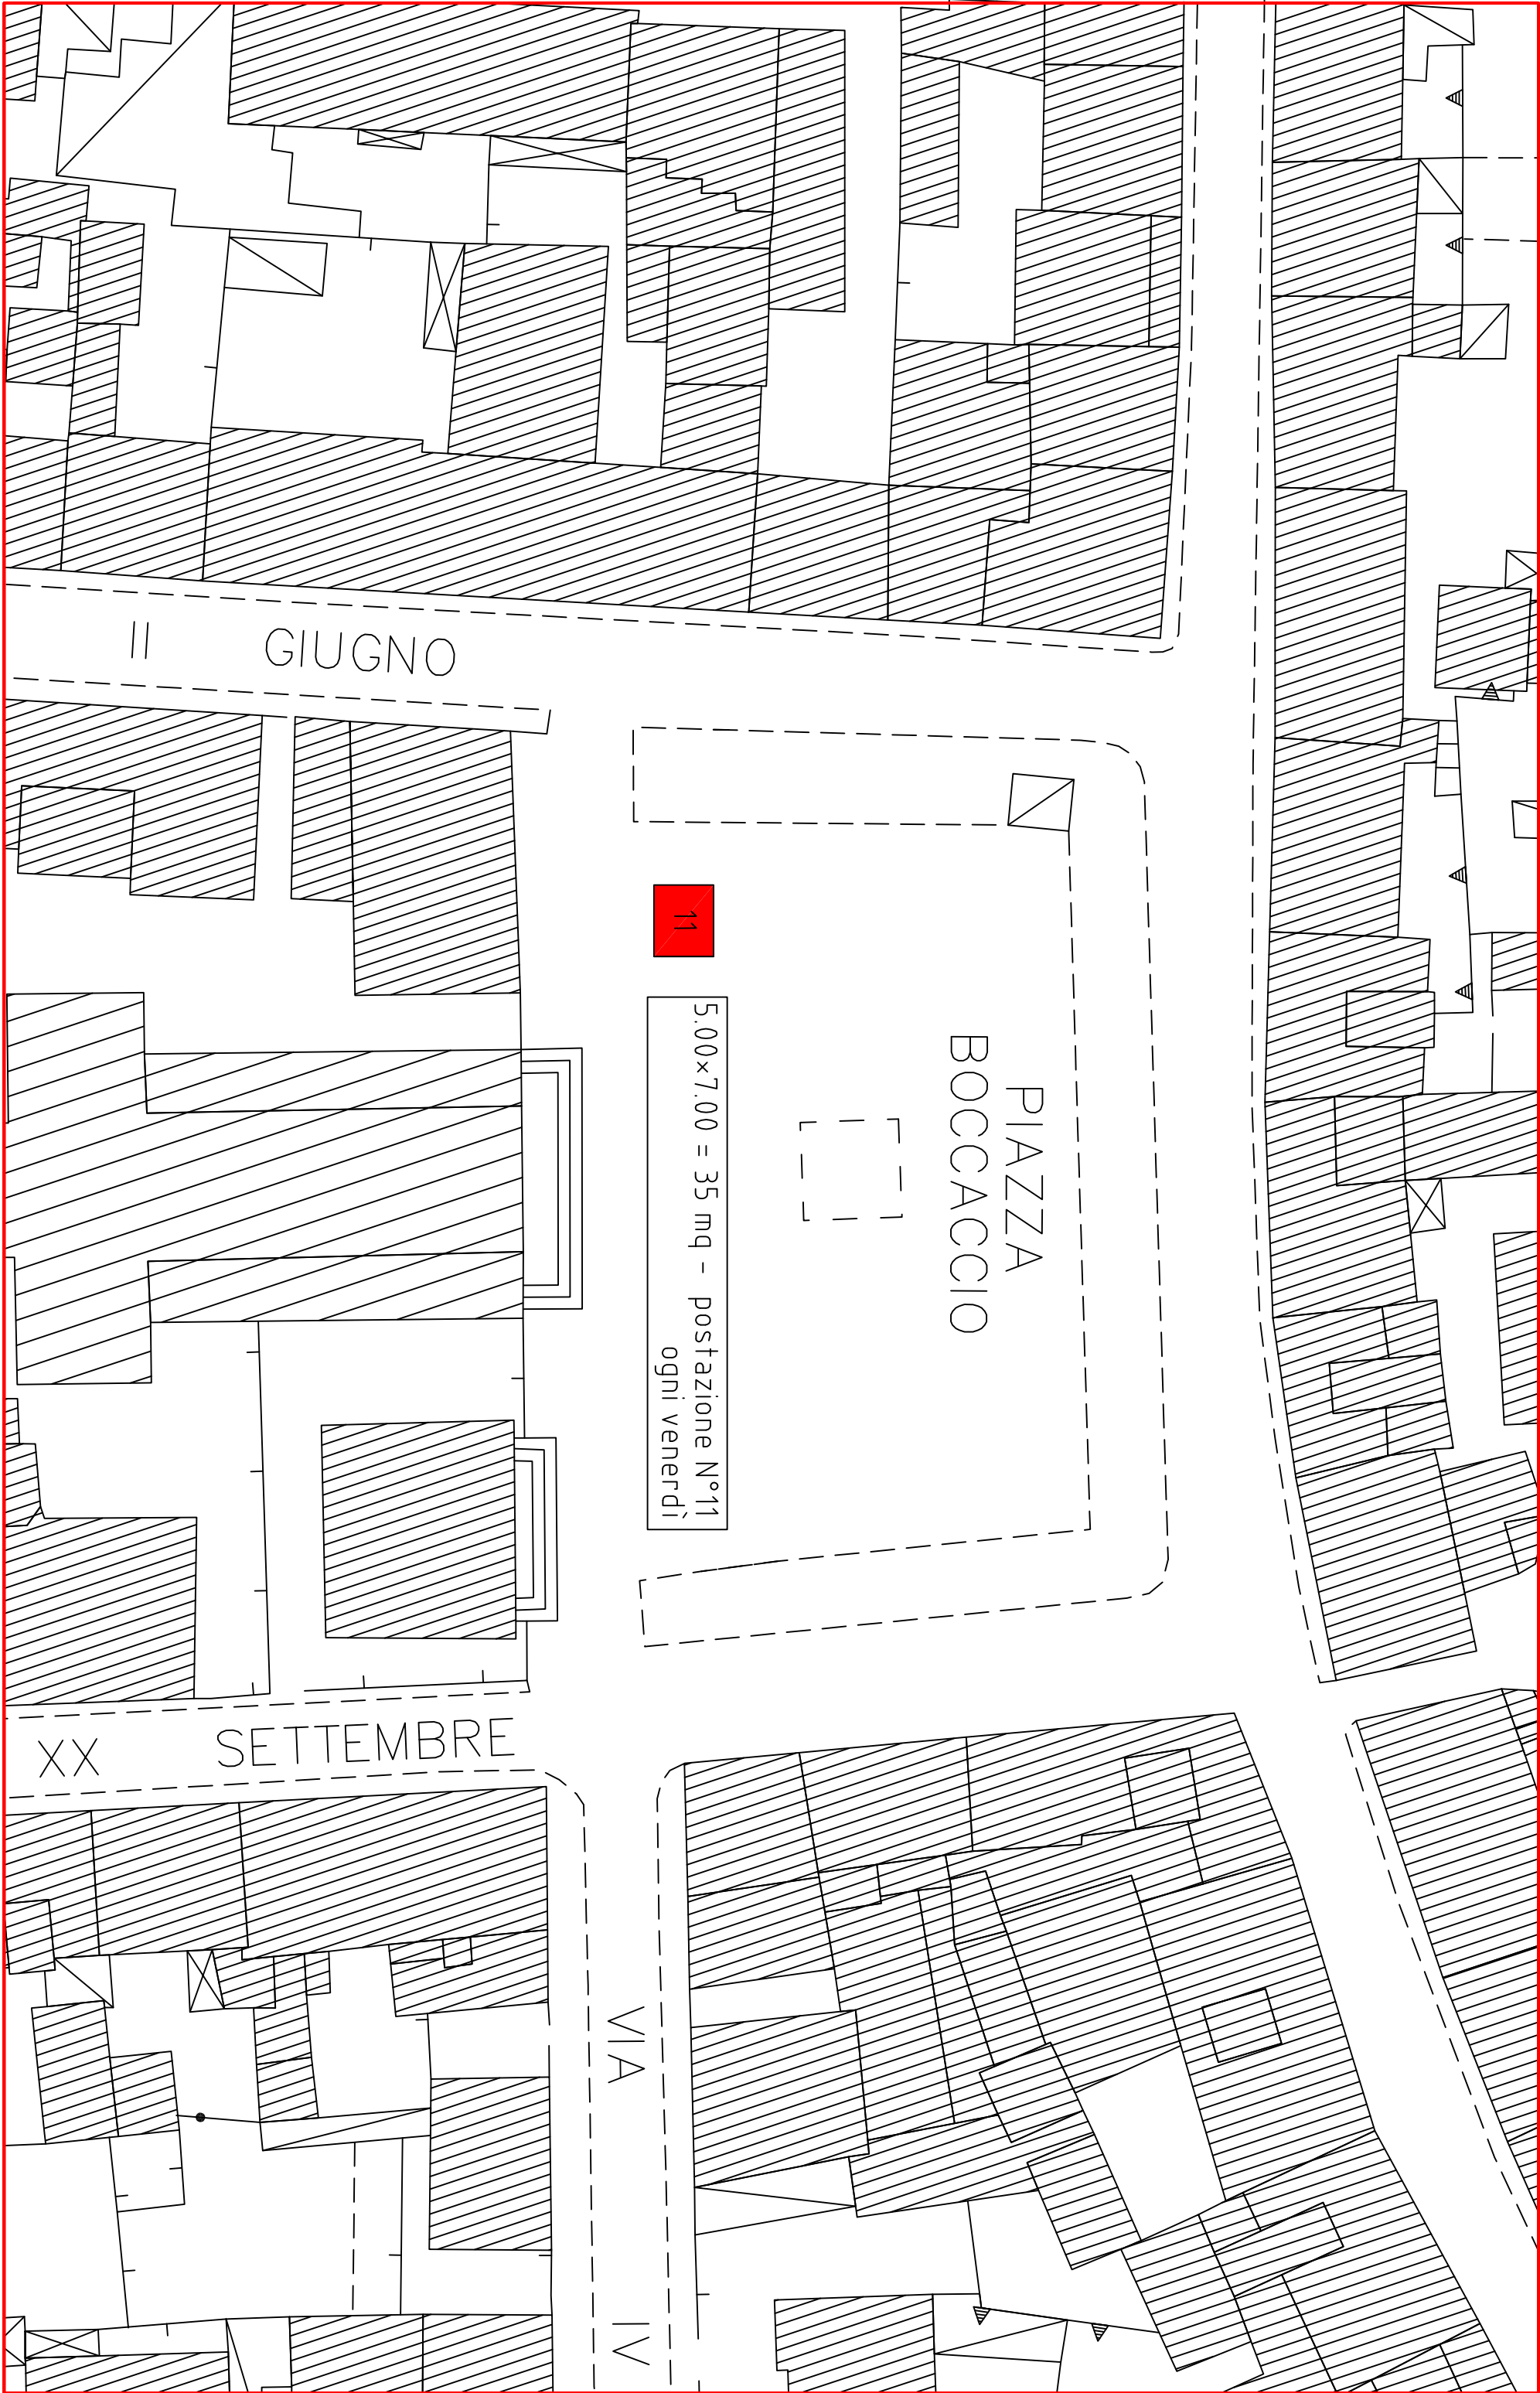 II GIUGNO
11
5.00x7.00 = 35 mq - postazione N°11
ogni venerdì
PIAZZA
BOCCACCIO
XX SETTEMBRE
VIA IV